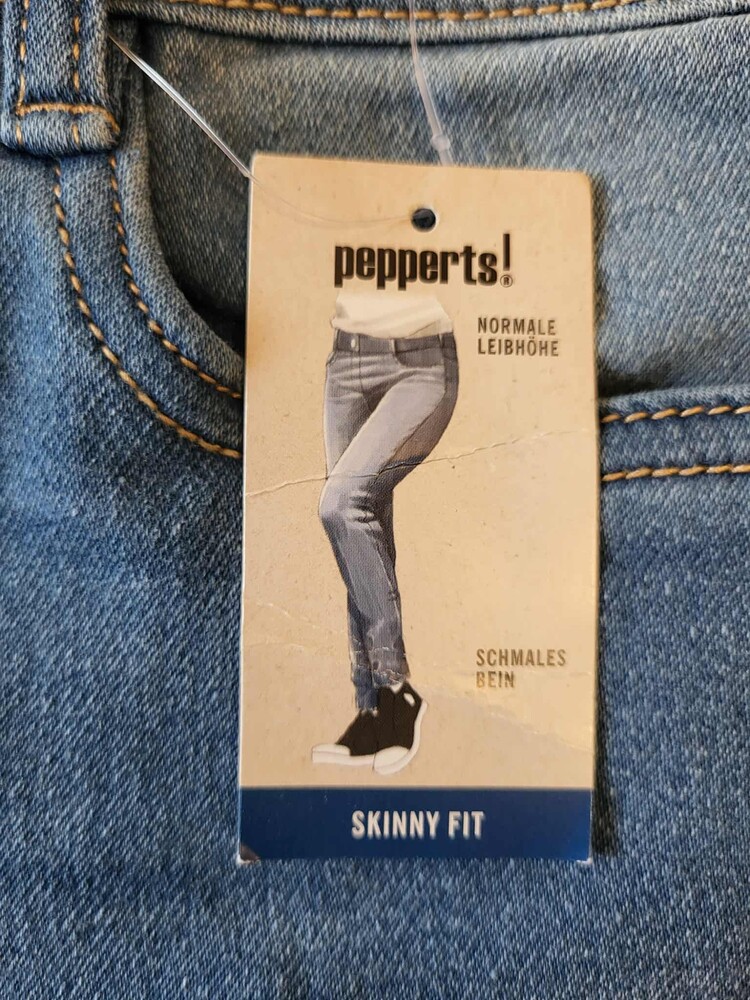 pepperts!®
NORMALE
LEIBHÖHE
SCHMALES
BEIN
SKINNY FIT